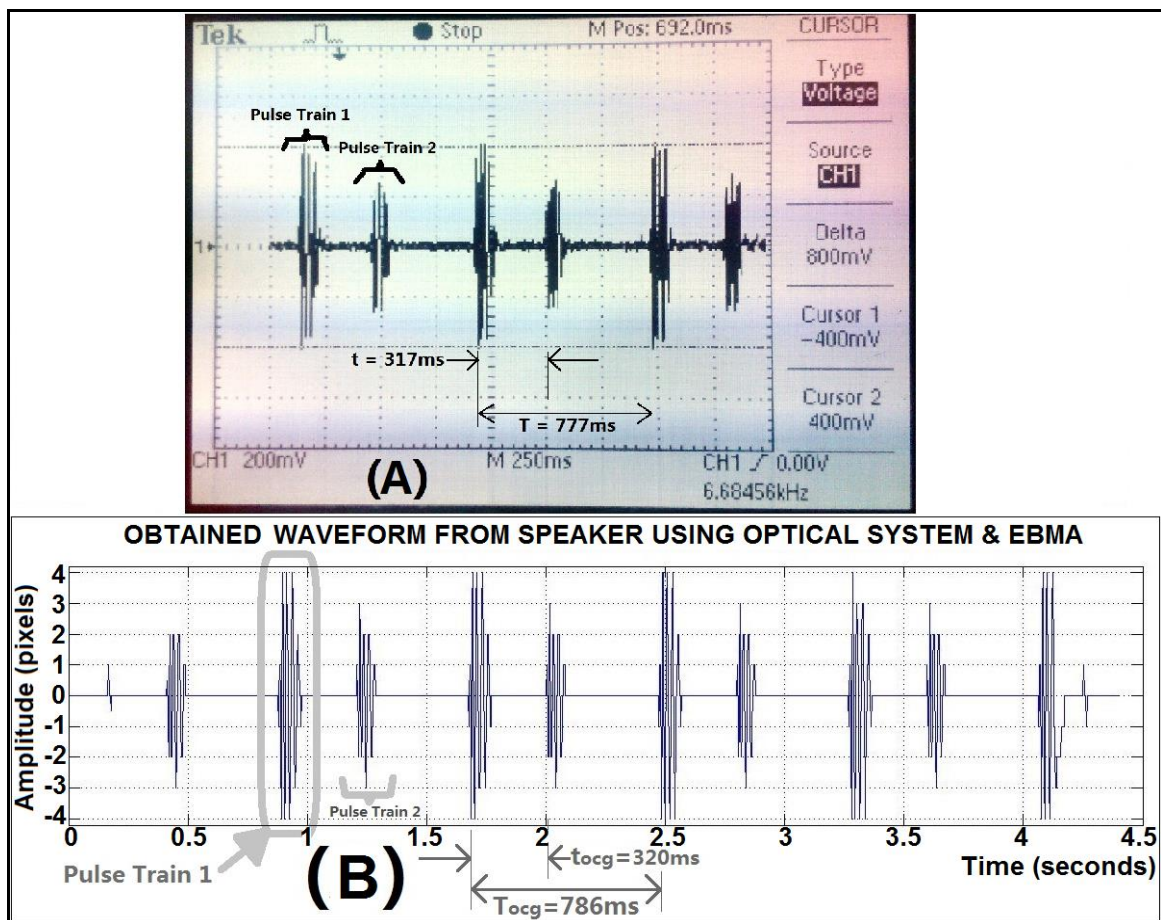 Tek Stop M Pos: 692.0ms CURSOR
Type
Voltage
Pulse Train 1
Pulse Train 2
Source
CH1
1
Delta
800mV
Cursor 1
-400mV
t = 317ms
Cursor 2
400mV
T = 777ms
CH1 200mV M 250ms CH1 0.00V
(A)
6.68456kHz
OBTAINED WAVEFORM FROM SPEAKER USING OPTICAL SYSTEM & EBMA
Amplitude (pixels)
4
3
2
1
0
-1
-2
-3
-4
Pulse Train 2
0 0.5 1 1.5 2 2.5 3 3.5 4 4.5
Pulse Train 1
(B)
tocg=320ms
Time (seconds)
Tocg=786ms